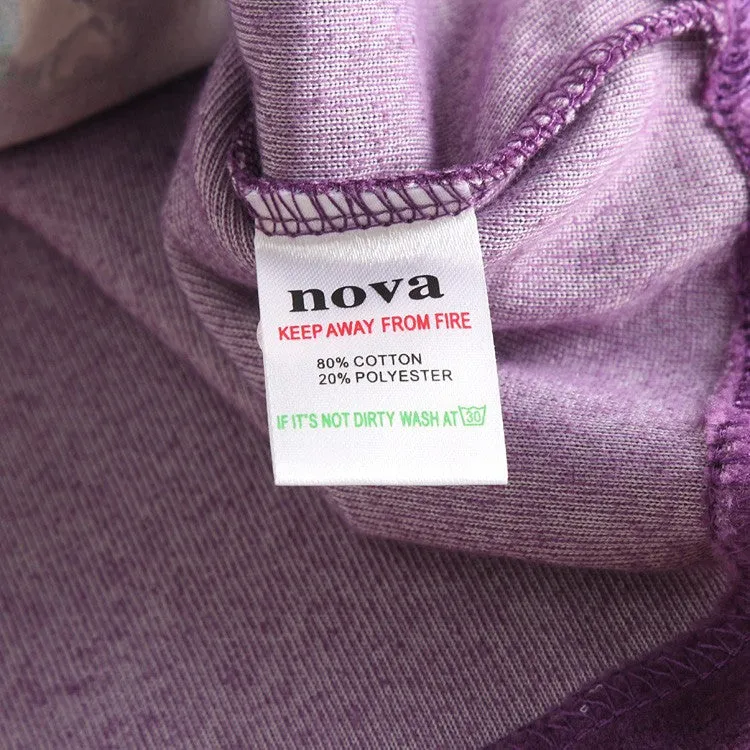 nova
KEEP AWAY FROM FIRE
80% COTTON
20% POLYESTER
IF IT'S NOT DIRTY WASH AT 30